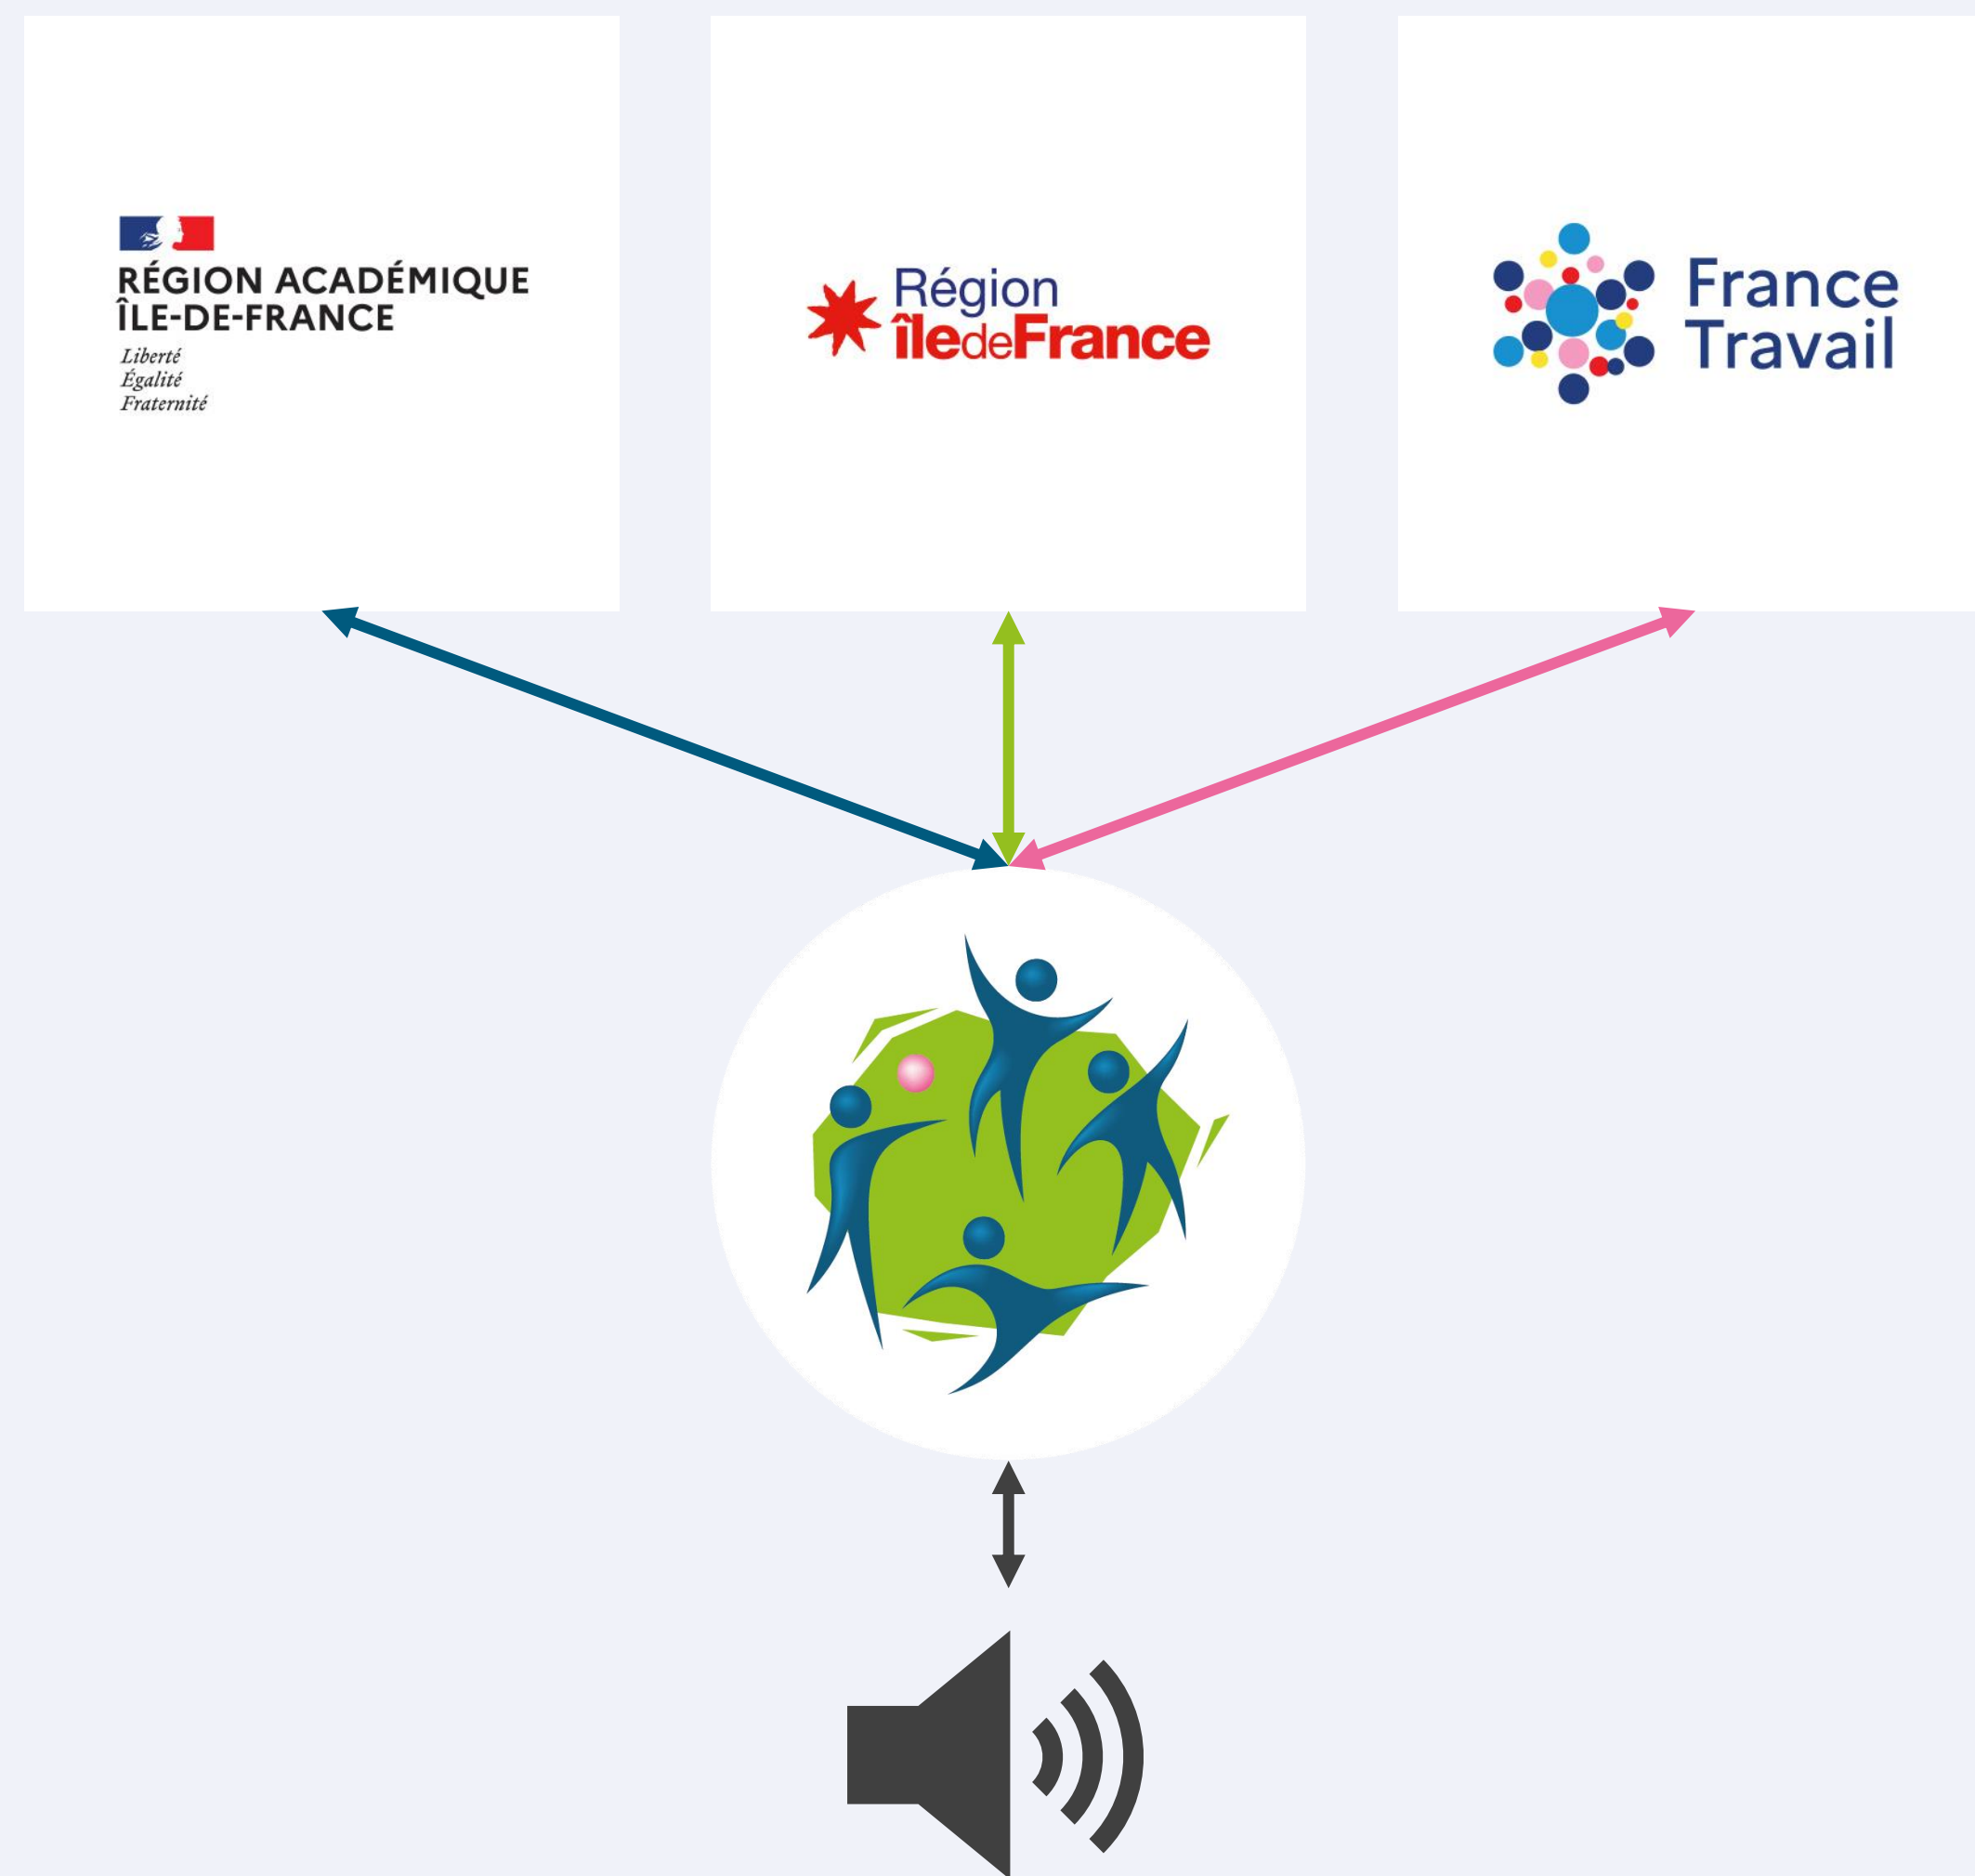 RÉGION ACADÉMIQUE
ÎLE-DE-FRANCE
Liberté
Égalité
Fraternité
Région
îledeFrance
France
Travail